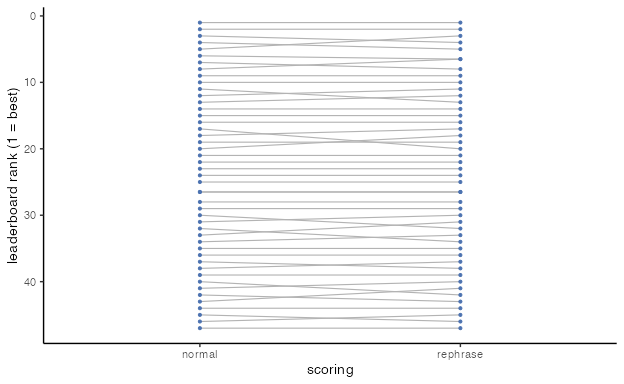 0
10
20
30
40
leaderboard rank (1 = best)
normal
rephrase
scoring